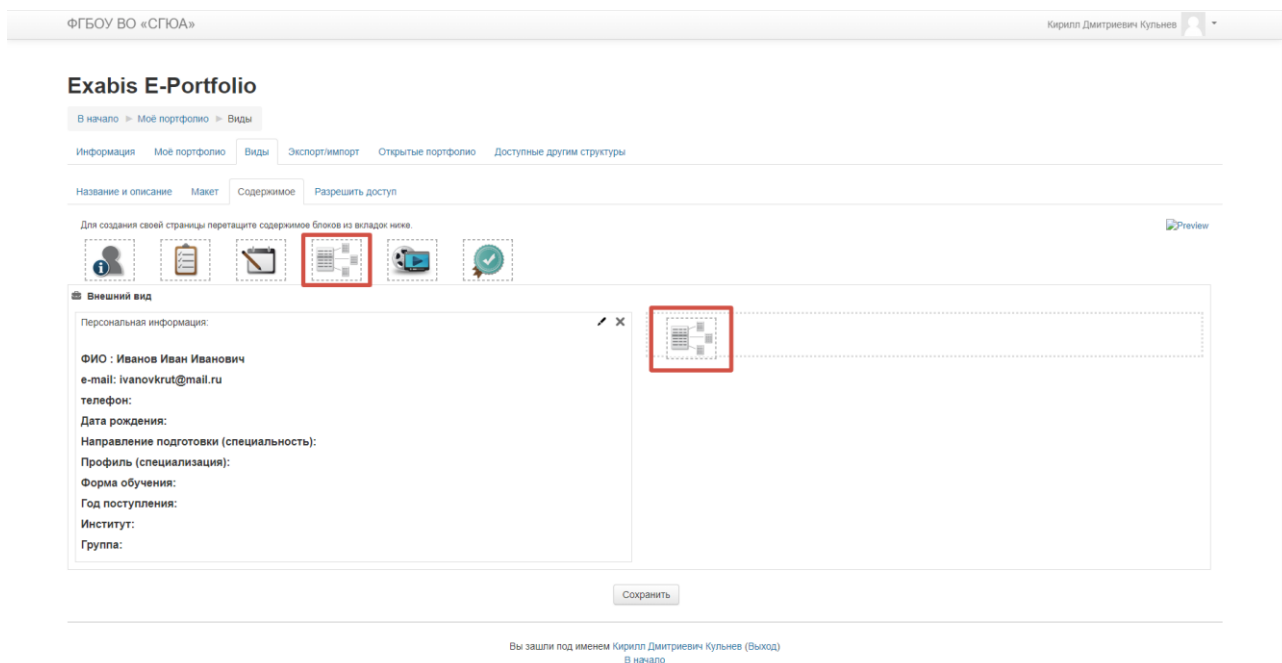 ФГБОУ ВО «СГЮА»
Кирилл Дмитриевич Кульнев
Exabis E-Portfolio
В начало ► Моё портфолио ► Виды
Информация Моё портфолио Виды Экспорт/импорт Открытые портфолио Доступные другим структуры
Название и описание Макет Содержимое Разрешить доступ
Для создания своей страницы перетащите содержимое блоков из вкладок ниже.
Preview
Внешний вид
Персональная информация:
ФИО : Иванов Иван Иванович
e-mail: ivanovkrut@mail.ru
телефон:
Дата рождения:
Направление подготовки (специальность):
Профиль (специализация):
Форма обучения:
Год поступления:
Институт:
Группа:
Сохранить
Вы зашли под именем Кирилл Дмитриевич Кульнев (Выход)
В начало